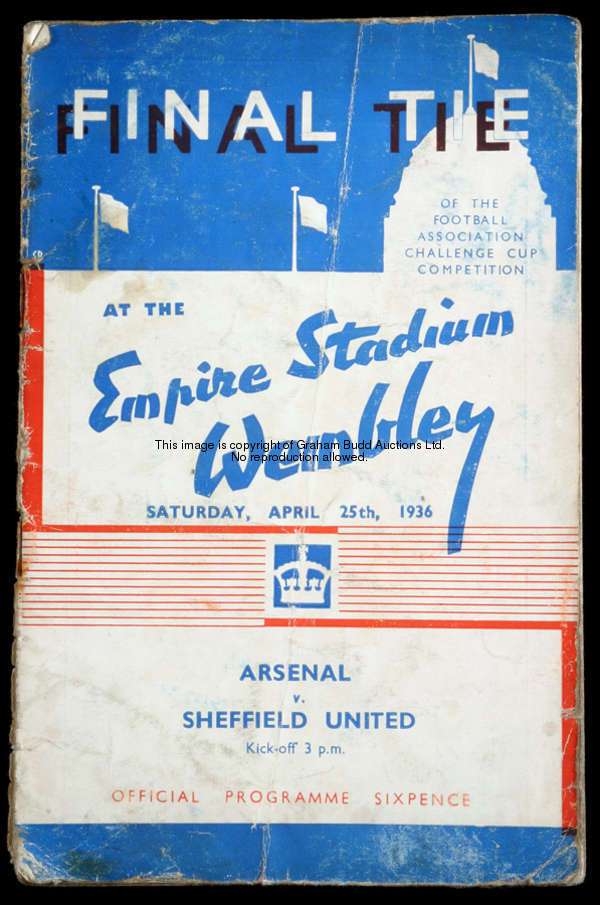 FINAL TIE
OF THE
FOOTBALL
ASSOCIATION
CHALLENGE CUP
COMPETITION
AT THE
Empire Stadium
Wembley
This image is copyright of Graham Budd Auctions Ltd.
No reproduction allowed.
SATURDAY, APRIL 25th, 1936
ARSENAL
v.
SHEFFIELD UNITED
Kick-off 3 p.m.
OFFICIAL PROGRAMME SIXPENCE